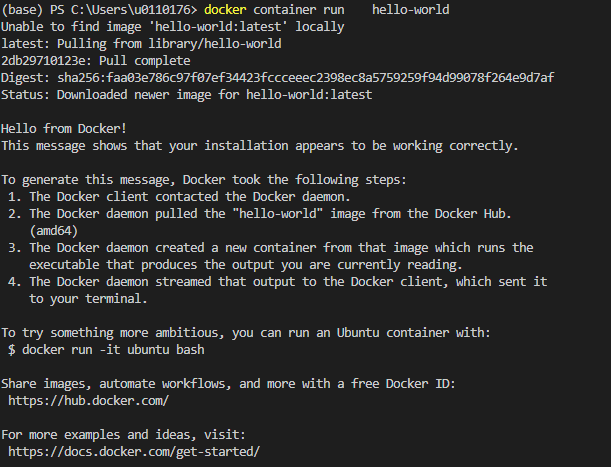 (base) PS C:\Users\u0110176> docker container run    hello-world
Unable to find image 'hello-world:latest' locally
latest: Pulling from library/hello-world
2db29710123e: Pull complete
Digest: sha256:faa03e786c97f07ef34423fccceeec2398ec8a5759259f94d99078f264e9d7af
Status: Downloaded newer image for hello-world:latest

Hello from Docker!
This message shows that your installation appears to be working correctly.

To generate this message, Docker took the following steps:
 1. The Docker client contacted the Docker daemon.
 2. The Docker daemon pulled the "hello-world" image from the Docker Hub.
    (amd64)
 3. The Docker daemon created a new container from that image which runs the
    executable that produces the output you are currently reading.
 4. The Docker daemon streamed that output to the Docker client, which sent it
    to your terminal.

To try something more ambitious, you can run an Ubuntu container with:
 $ docker run -it ubuntu bash

Share images, automate workflows, and more with a free Docker ID:
 https://hub.docker.com/

For more examples and ideas, visit:
 https://docs.docker.com/get-started/